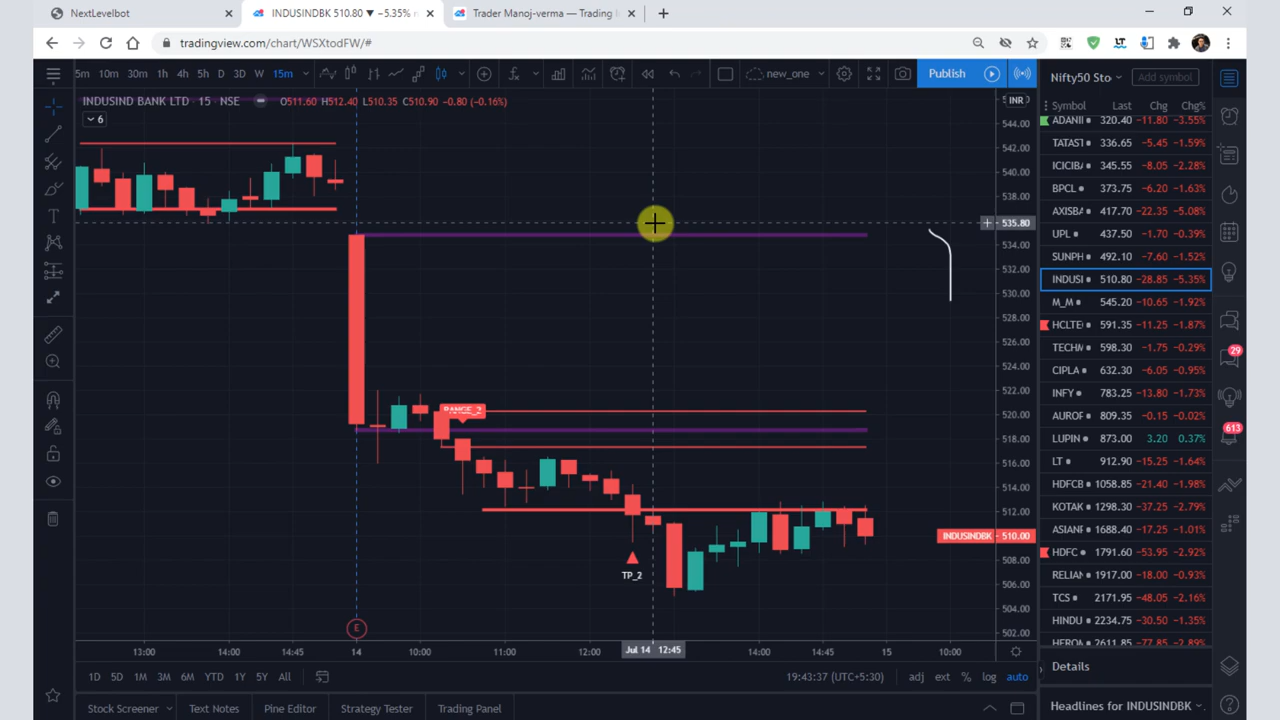 NextLevelbot
INDUSINDBK 510.80 ▼ −5.35%
Trader Manoj-verma — Trading
tradingview.com/chart/WSXtodFW/#
5m 10m 30m 1h 4h 5h D 2D 3D W 15m
new_one
Publish
Nifty50 Sto
Add symbol
INDUSIND BANK LTD · 15 · NSE O511.60 H512.40 L510.35 C510.90 −0.80 (−0.16%)
INR
6
Symbol Last Chg Chg%
ADANI 320.40 −11.80 −3.55%
TATAST 336.65 −5.45 −1.59%
ICICIBA 345.55 −8.05 −2.28%
BPCL 373.75 −6.20 −1.63%
AXISBA 417.70 −22.35 −5.08%
UPL 437.50 −1.70 −0.39%
SUNPH 492.10 −7.60 −1.52%
INDUSI 510.80 −28.85 −5.35%
M_M 545.20 −10.65 −1.92%
HCLTE 591.35 −11.25 −1.87%
TECHM 598.30 −1.75 −0.29%
CIPLA 632.30 −6.05 −0.95%
INFY 783.25 −13.80 −1.73%
AUROF 809.35 −0.15 −0.02%
LUPIN 873.00 3.20 0.37%
LT 912.90 −15.25 −1.64%
HDFCB 1058.85 −21.40 −1.98%
KOTAK 1298.30 −37.25 −2.79%
ASIANI 1688.40 −17.25 −1.01%
HDFC 1791.60 −53.95 −2.92%
RELIAN 1917.00 −18.00 −0.93%
TCS 2171.95 −48.05 −2.16%
HINDU 2234.75 −30.50 −1.35%
HEROM 2611.85 −77.85 −2.89%
544.00
542.00
540.00
538.00
535.80
534.00
532.00
530.00
528.00
526.00
524.00
522.00
520.00
518.00
516.00
514.00
512.00
INDUSINDBK 510.00
508.00
506.00
504.00
502.00
RANGE_2
TP_2
E
29
613
13:00 14:00 14:45 14 10:00 11:00 12:00 Jul 14 12:45 14:00 14:45 15 10:00
1D 5D 1M 3M 6M YTD 1Y 5Y All
19:43:37 (UTC+5:30) adj ext % log auto
Details
Stock Screener Text Notes Pine Editor Strategy Tester Trading Panel
Headlines for INDUSINDBK